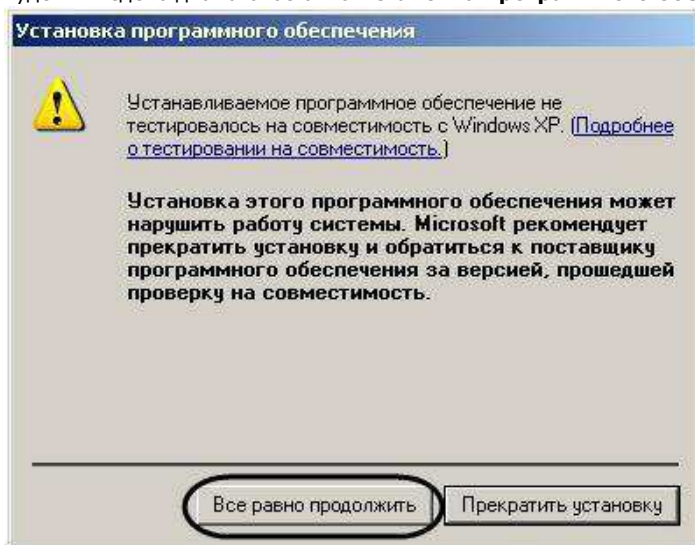 Установка программного обеспечения
Устанавливаемое программное обеспечение не
тестировалось на совместимость с Windows XP. (Подробнее
о тестировании на совместимость.)
Установка этого программного обеспечения может
нарушить работу системы. Microsoft рекомендует
прекратить установку и обратиться к поставщику
программного обеспечения за версией, прошедшей
проверку на совместимость.
Все равно продолжить
Прекратить установку